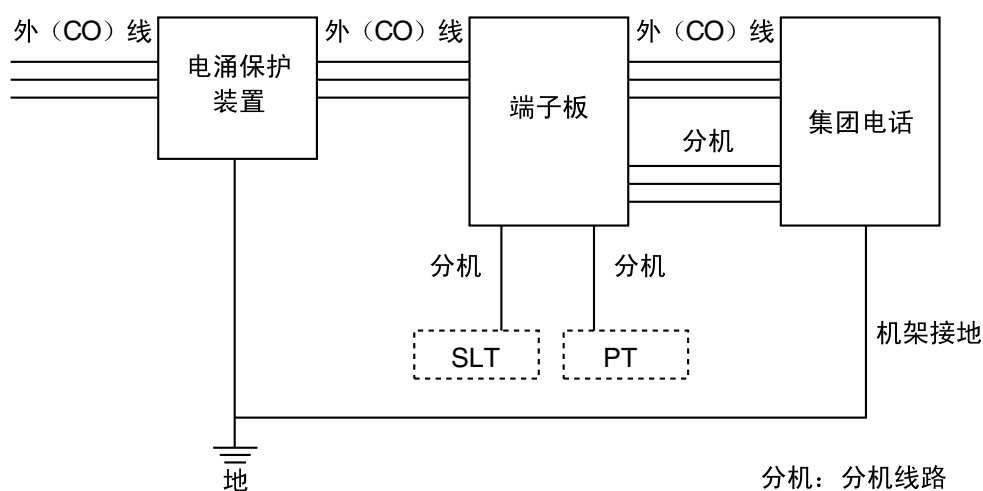 外（CO）线
外（CO）线
外（CO）线
电涌保护
装置
端子板
集团电话
分机
分机
分机
机架接地
SLT
PT
地
分机：分机线路